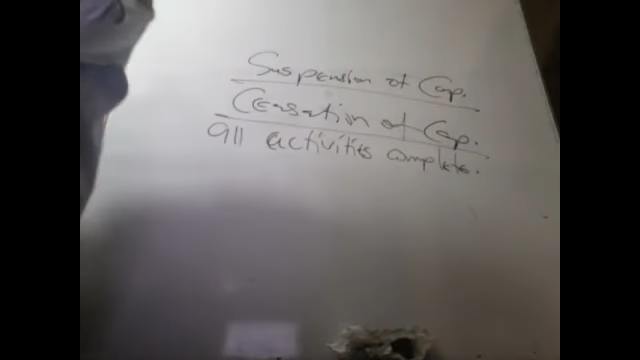 Suspension of Cap.
Cessation of Cap.
all activities complete.